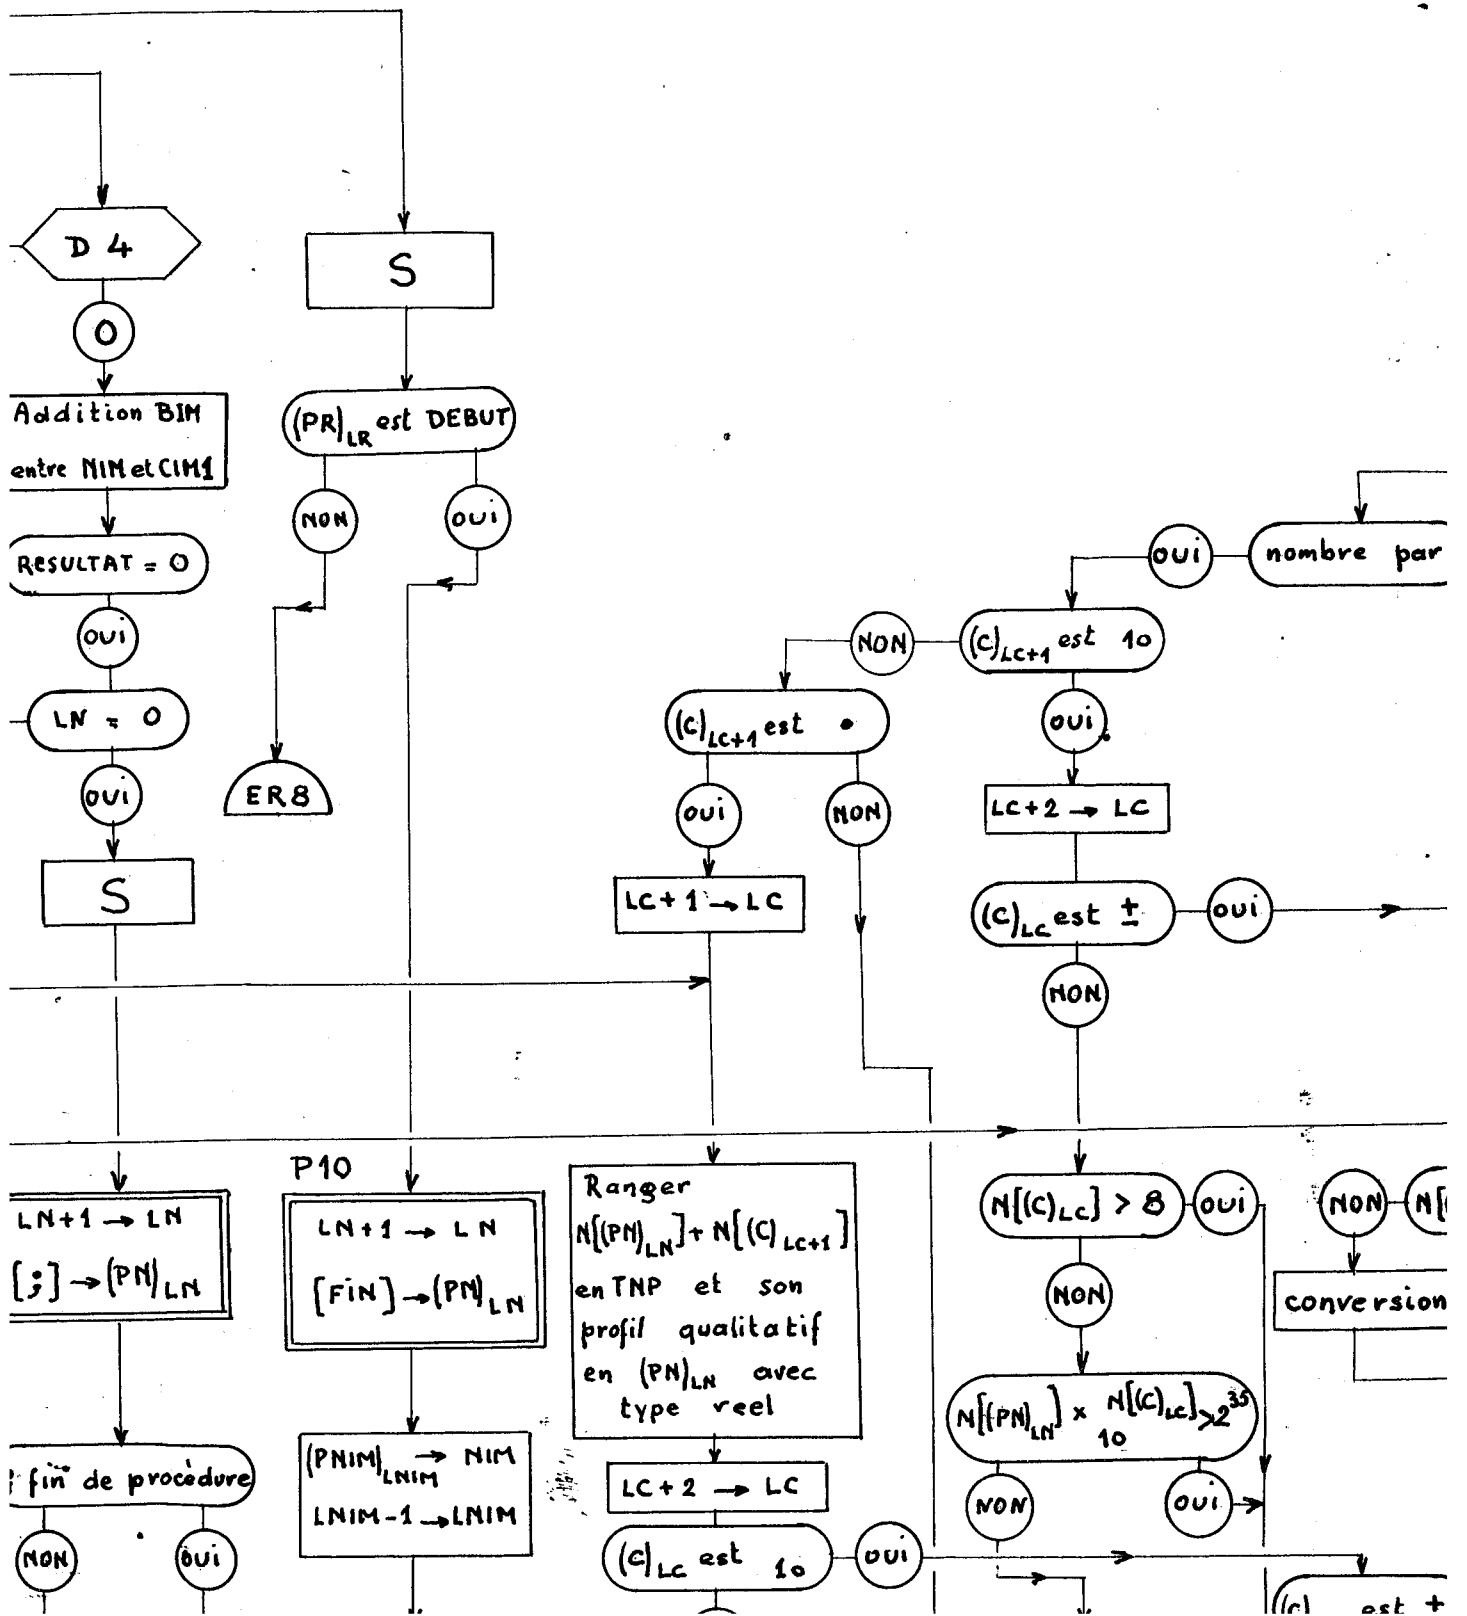 D 4
O
Addition BIM
entre NIM et CIM1
RESULTAT = 0
OUI
LN = 0
OUI
S
LN+1 → LN
[;] → (PN)LN
fin de procédure
NON
OUI
S
(PR)LR est DEBUT
NON
OUI
ER8
P10
LN+1 → LN
[FIN] → (PN)LN
(PNIM)LNIM → NIM
LNIM-1 → LNIM
nombre par
OUI
(C)LC+1 est 10
NON
OUI
(C)LC+1 est •
OUI
NON
LC+1 → LC
LC+2 → LC
(C)LC est ±
OUI
NON
Ranger
N[(PN)LN] + N[(C)LC+1]
en TNP et son
profil qualitatif
en (PN)LN avec
type reel
LC+2 → LC
(C)LC est 10
OUI
N[(C)LC] > 8
OUI
NON
N[(PN)LN] x 10 N[(C)LC] > 2^35
NON
OUI
NON
N[(
conversion
(C) est +